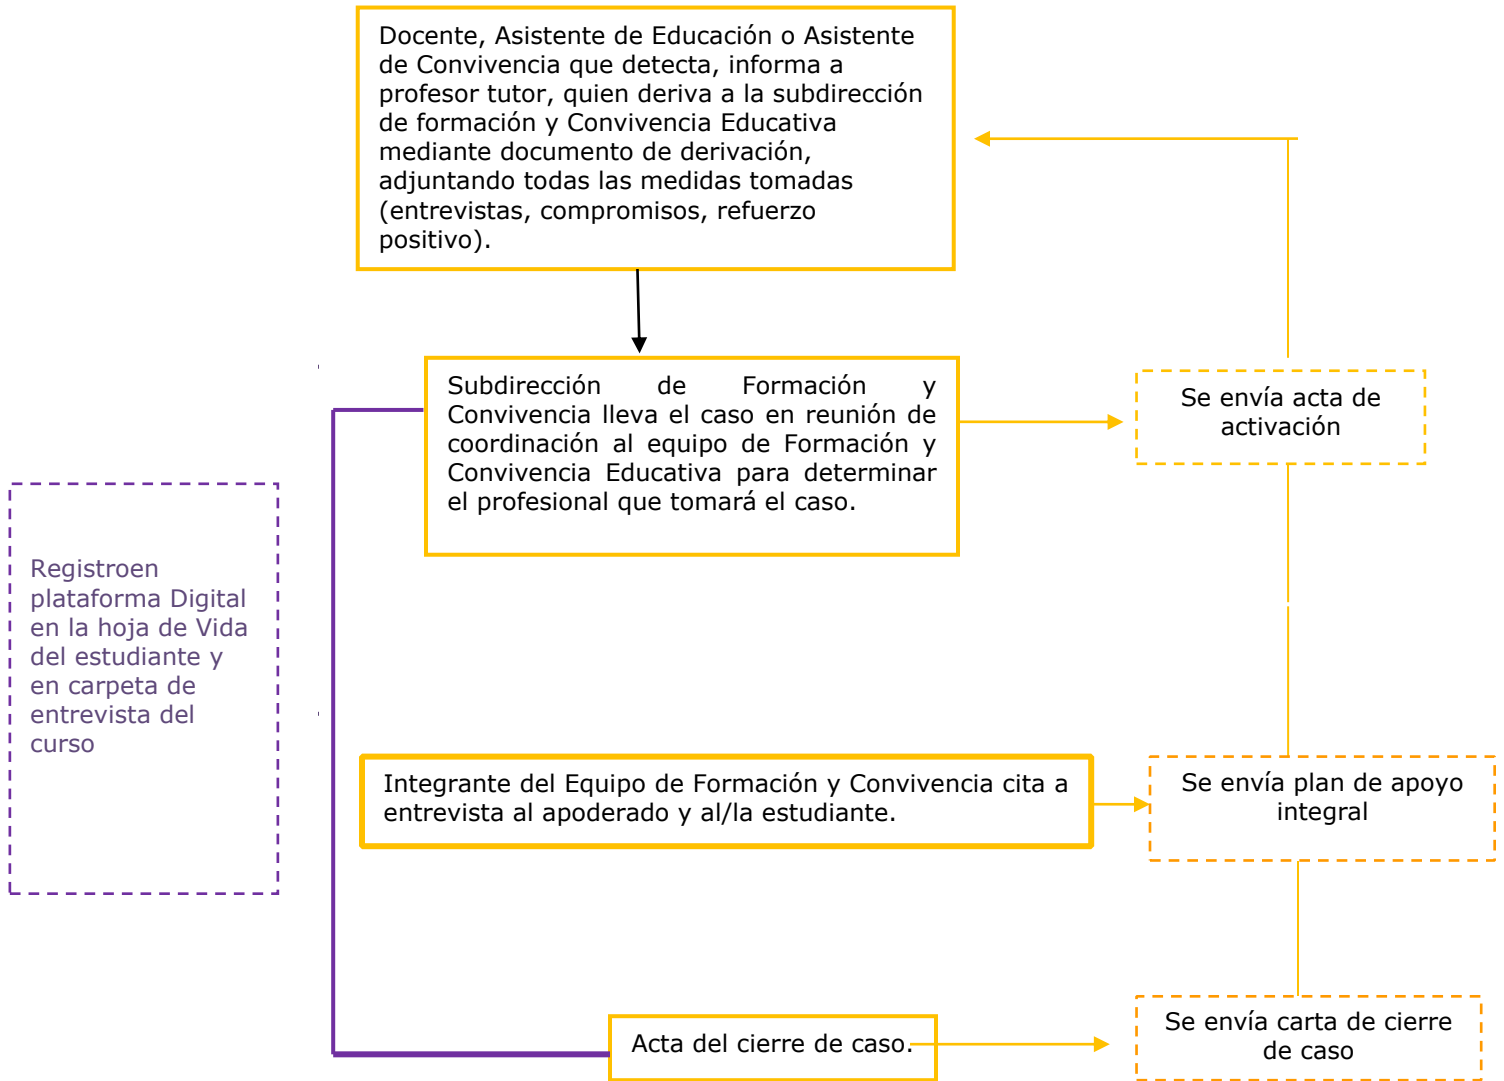 Docente, Asistente de Educación o Asistente
de Convivencia que detecta, informa a
profesor tutor, quien deriva a la subdirección
de formación y Convivencia Educativa
mediante documento de derivación,
adjuntando todas las medidas tomadas
(entrevistas, compromisos, refuerzo
positivo).
Subdirección de Formación y
Convivencia lleva el caso en reunión de
coordinación al equipo de Formación y
Convivencia Educativa para determinar
el profesional que tomará el caso.
Se envía acta de
activación
Registroen
plataforma Digital
en la hoja de Vida
del estudiante y
en carpeta de
entrevista del
curso
Integrante del Equipo de Formación y Convivencia cita a
entrevista al apoderado y al/la estudiante.
Se envía plan de apoyo
integral
Acta del cierre de caso.
Se envía carta de cierre
de caso